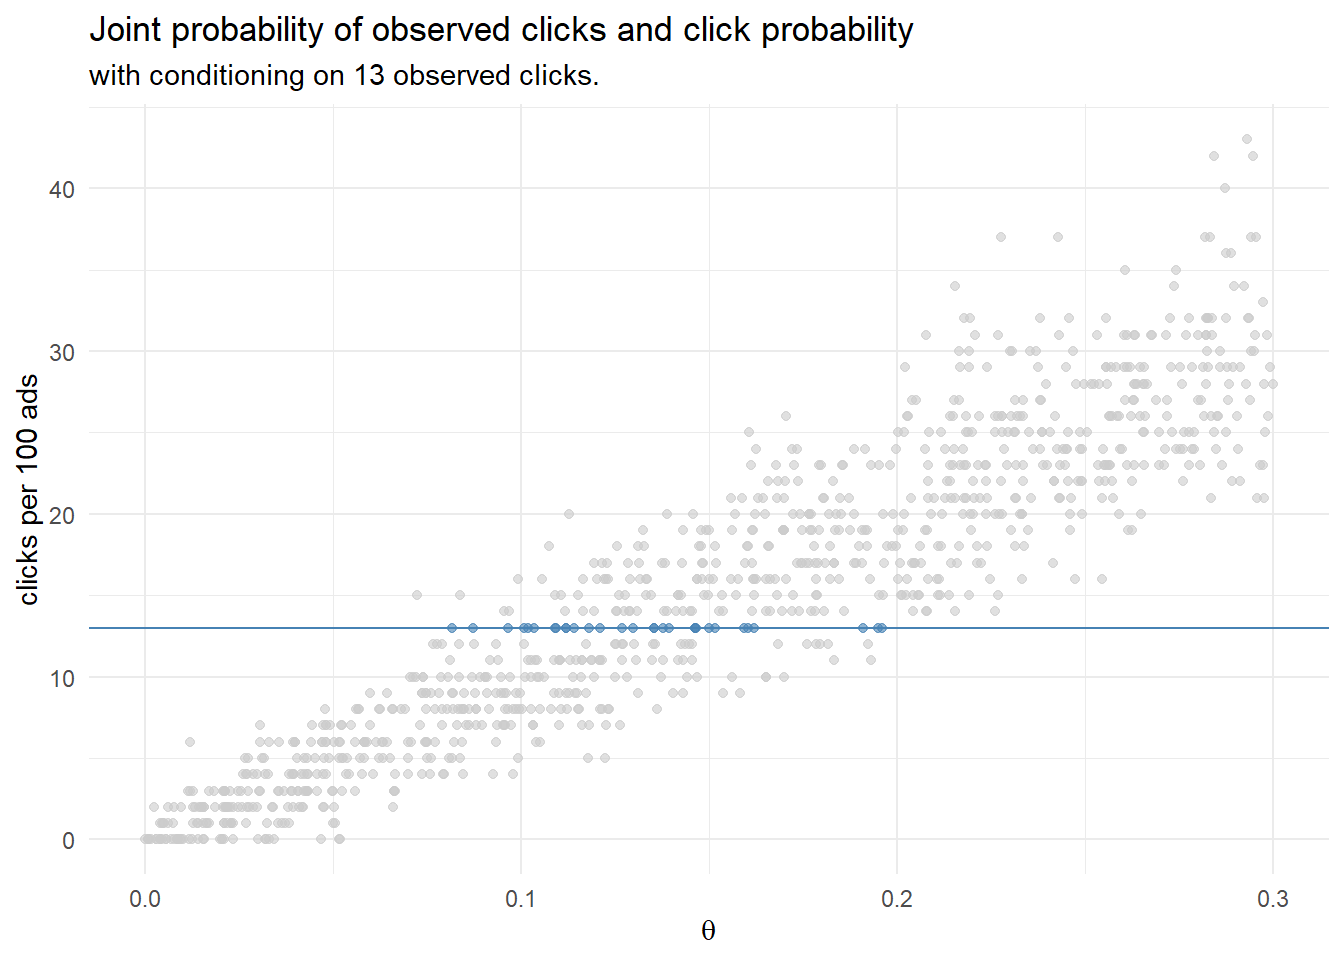 Joint probability of observed clicks and click probability
with conditioning on 13 observed clicks.
clicks per 100 ads
40
30
20
10
0
0.0
0.1
0.2
0.3
θ